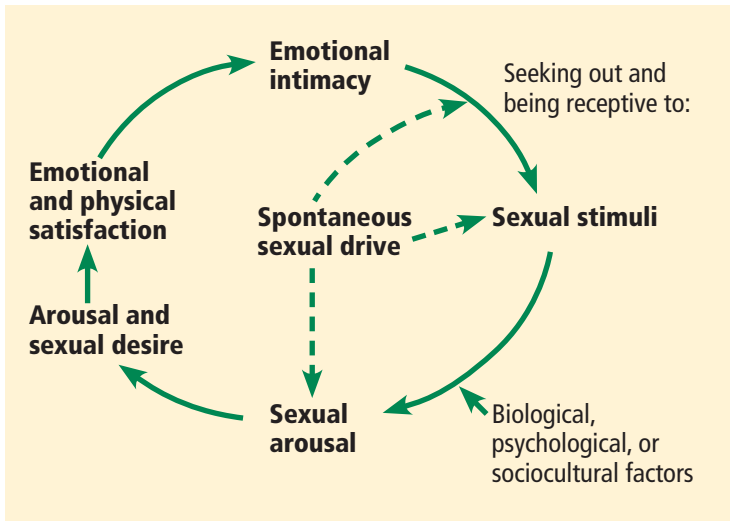 Emotional
intimacy
Seeking out and
being receptive to:
Emotional
and physical
satisfaction
Spontaneous
sexual drive
Sexual stimuli
Arousal and
sexual desire
Sexual
arousal
Biological,
psychological, or
sociocultural factors